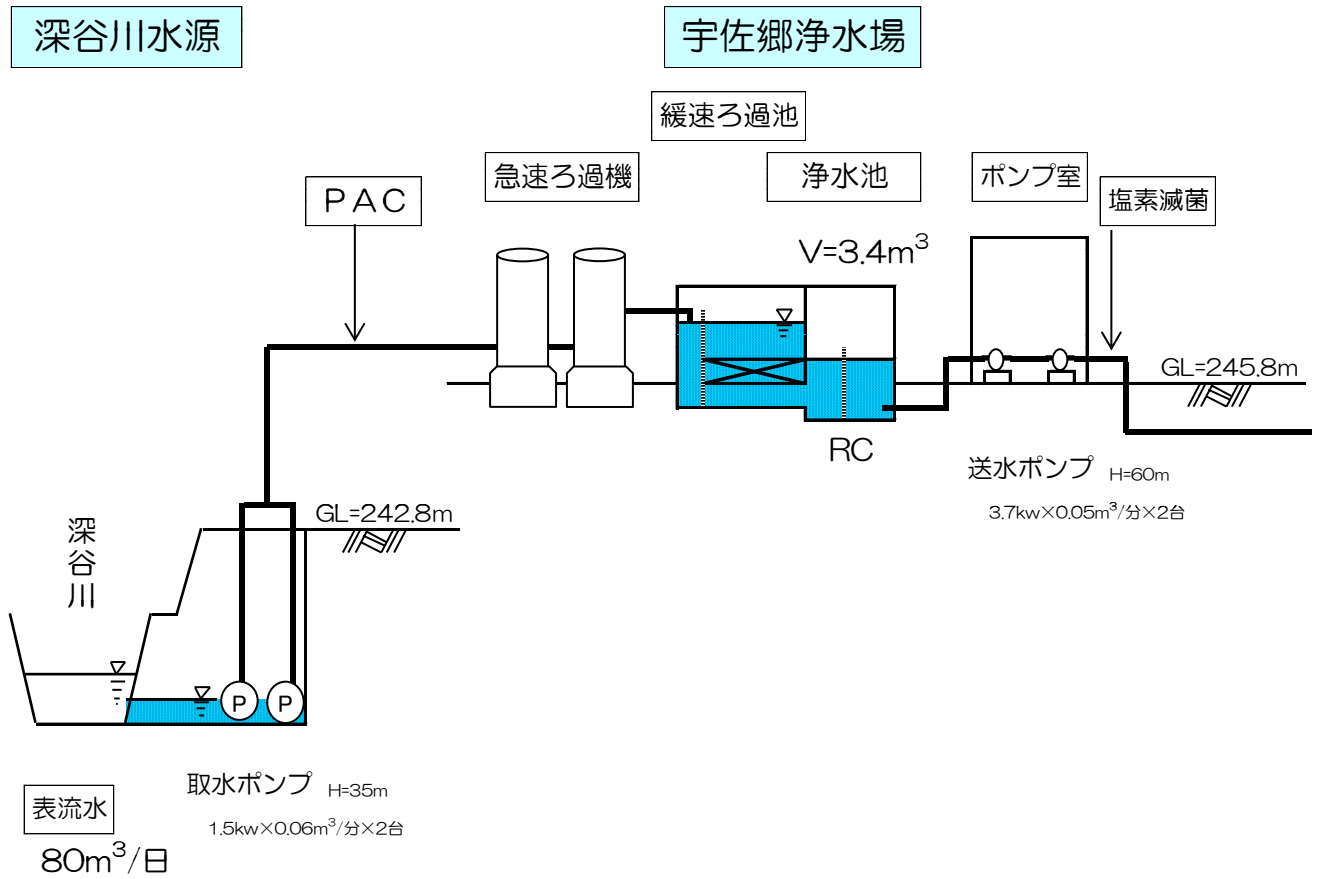 深谷川水源
宇佐郷浄水場
緩速ろ過池
急速ろ過機
浄水池
ポンプ室
PAC
塩素滅菌
V=3.4m³
GL=245.8m
RC
送水ポンプ H=60m
3.7kw×0.05m³/分×2台
GL=242.8m
深谷川
P
P
取水ポンプ H=35m
1.5kw×0.06m³/分×2台
表流水
80m³/日